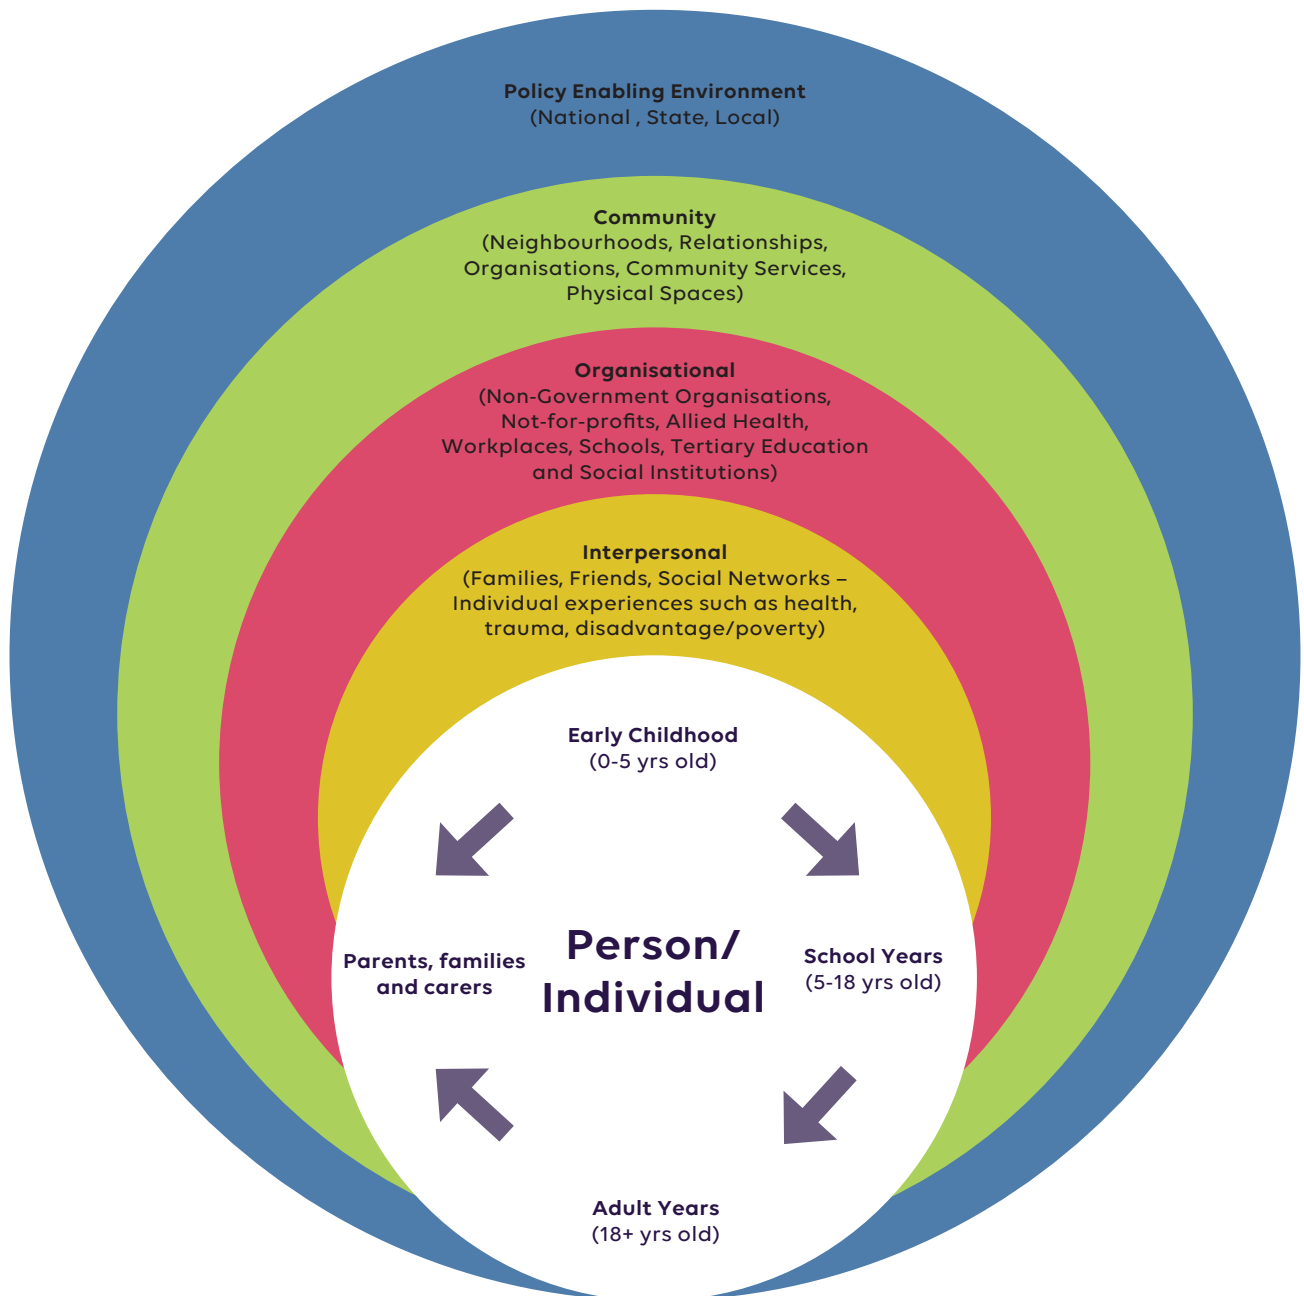 Policy Enabling Environment
(National , State, Local)
Community
(Neighbourhoods, Relationships,
Organisations, Community Services,
Physical Spaces)
Organisational
(Non-Government Organisations,
Not-for-profits, Allied Health,
Workplaces, Schools, Tertiary Education
and Social Institutions)
Interpersonal
(Families, Friends, Social Networks –
Individual experiences such as health,
trauma, disadvantage/poverty)
Early Childhood
(0-5 yrs old)
Parents, families
and carers
Person/
Individual
School Years
(5-18 yrs old)
Adult Years
(18+ yrs old)